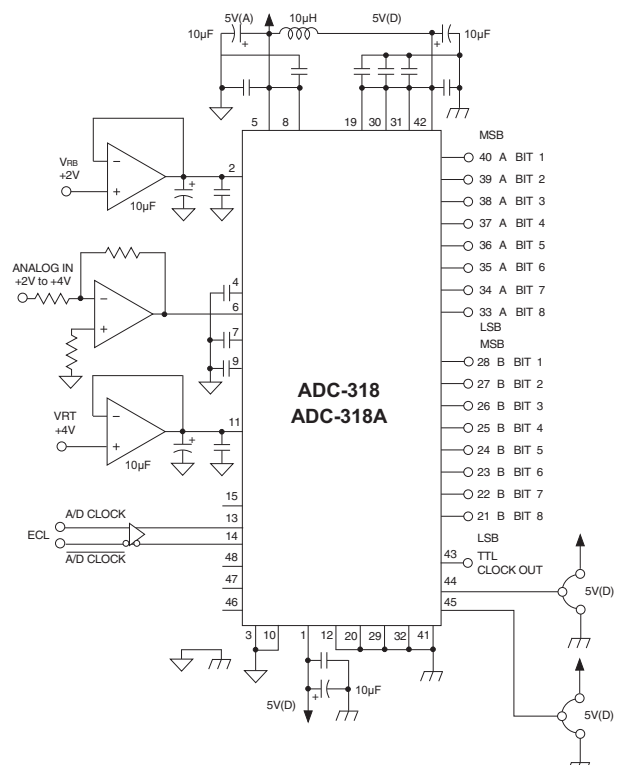 5V(A) 10µH 5V(D)
10µF + + 10µF
5 8 19 30 31 42
MSB
VRB
+2V
− + + 10µF 2
40 A BIT 1
39 A BIT 2
38 A BIT 3
37 A BIT 4
36 A BIT 5
35 A BIT 6
34 A BIT 7
33 A BIT 8
LSB
ANALOG IN
+2V to +4V
− +
4
6
7
9
MSB
28 B BIT 1
27 B BIT 2
26 B BIT 3
25 B BIT 4
24 B BIT 5
23 B BIT 6
22 B BIT 7
21 B BIT 8
LSB
ADC-318
ADC-318A
VRT
+4V
− + + 10µF 11
15
A/D CLOCK 13
ECL
A/D CLOCK 14
48
47
46
43 TTL
CLOCK OUT
44
45
5V(D)
5V(D)
3 10 1 12 20 29 32 41
+ 10µF
5V(D)